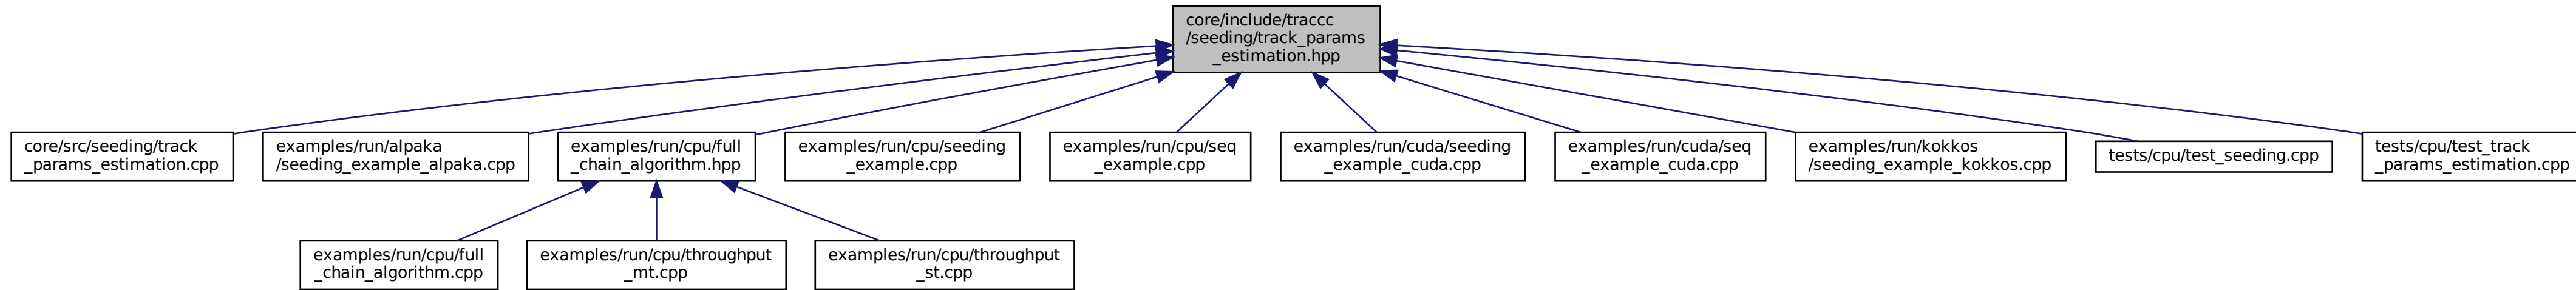 core/include/traccc
/seeding/track_params
_estimation.hpp
core/src/seeding/track
_params_estimation.cpp
examples/run/alpaka
/seeding_example_alpaka.cpp
examples/run/cpu/full
_chain_algorithm.hpp
examples/run/cpu/seeding
_example.cpp
examples/run/cpu/seq
_example.cpp
examples/run/cuda/seeding
_example_cuda.cpp
examples/run/cuda/seq
_example_cuda.cpp
examples/run/kokkos
/seeding_example_kokkos.cpp
tests/cpu/test_seeding.cpp
tests/cpu/test_track
_params_estimation.cpp
examples/run/cpu/full
_chain_algorithm.cpp
examples/run/cpu/throughput
_mt.cpp
examples/run/cpu/throughput
_st.cpp